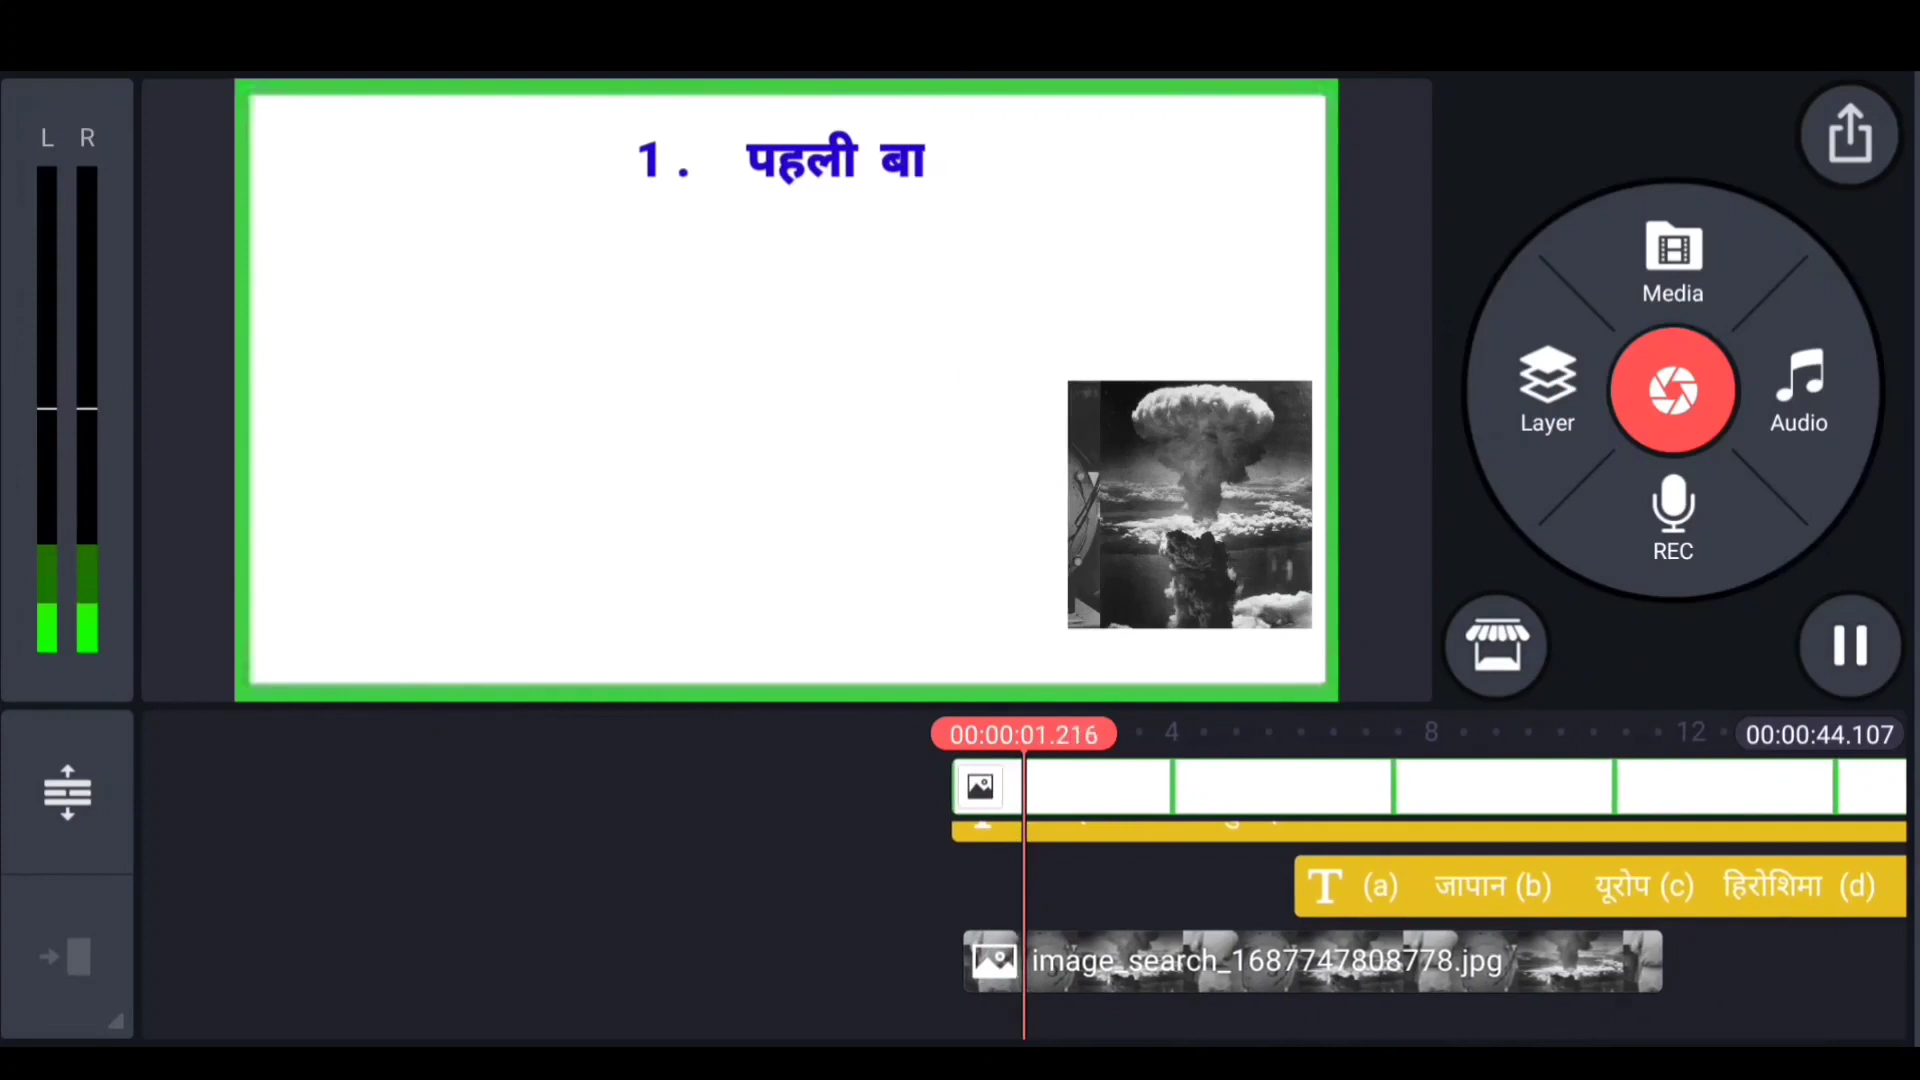 L R
1. पहली बा
Media
Layer
Audio
REC
00:00:01.216
4
8
12
00:00:44.107
T (a) जापान (b) यूरोप (c) हिरोशिमा (d)
image_search_1687747808778.jpg